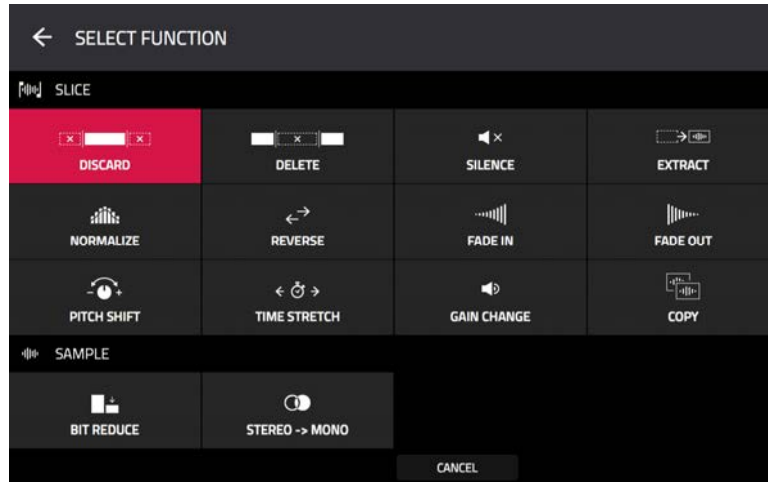 SELECT FUNCTION
SLICE
DISCARD
DELETE
SILENCE
EXTRACT
NORMALIZE
REVERSE
FADE IN
FADE OUT
PITCH SHIFT
TIME STRETCH
GAIN CHANGE
COPY
SAMPLE
BIT REDUCE
STEREO -> MONO
CANCEL